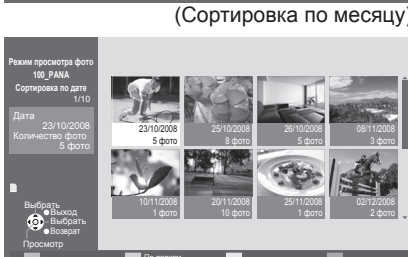 (Сортировка по месяцу)
Режим просмотра фото
100_PANA
Сортировка по дате
1/10
Дата
23/10/2008
Количество фото
5 фото
Выбрать
Выход
Выбрать
Возврат
Просмотр
23/10/2008 25/10/2008 26/10/2008 08/11/2008
5 фото 8 фото 5 фото 3 фото
10/11/2008 20/11/2008 25/11/2008 02/12/2008
1 фото 10 фото 1 фото 2 фото